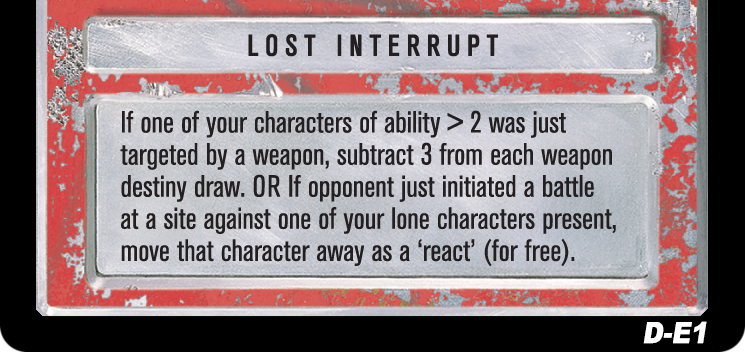 LOST INTERRUPT
If one of your characters of ability > 2 was just
targeted by a weapon, subtract 3 from each weapon
destiny draw. OR If opponent just initiated a battle
at a site against one of your lone characters present,
move that character away as a ‘react’ (for free).
D-E1